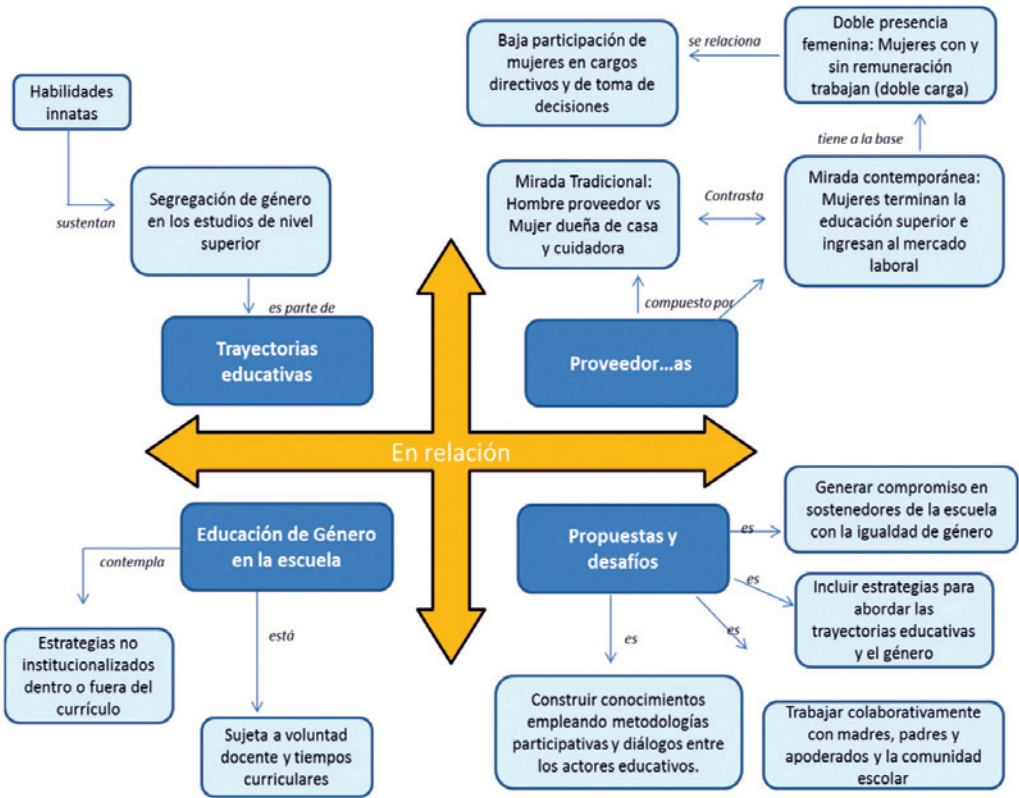 Habilidades
innatas
sustentan
Segregación de género
en los estudios de nivel
superior
es parte de
Trayectorias
educativas
Baja participación de
mujeres en cargos
directivos y de toma de
decisiones
se relaciona
Doble presencia
femenina: Mujeres con y
sin remuneración
trabajan (doble carga)
tiene a la base
Mirada Tradicional:
Hombre proveedor vs
Mujer dueña de casa
y cuidadora
Contrasta
Mirada contemporánea:
Mujeres terminan la
educación superior e
ingresan al mercado
laboral
compuesto por
Proveedor...as
En relación
Educación de Género
en la escuela
contempla
está
Estrategias no
institucionalizados
dentro o fuera del
currículo
Sujeta a voluntad
docente y tiempos
curriculares
Propuestas y
desafíos
es
Generar compromiso en
sostenedores de la escuela
con la igualdad de género
es
Incluir estrategias para
abordar las
trayectorias educativas
y el género
es
es
Construir conocimientos
empleando metodologías
participativas y diálogos entre
los actores educativos.
Trabajar colaborativamente
con madres, padres y
apoderados y la comunidad
escolar